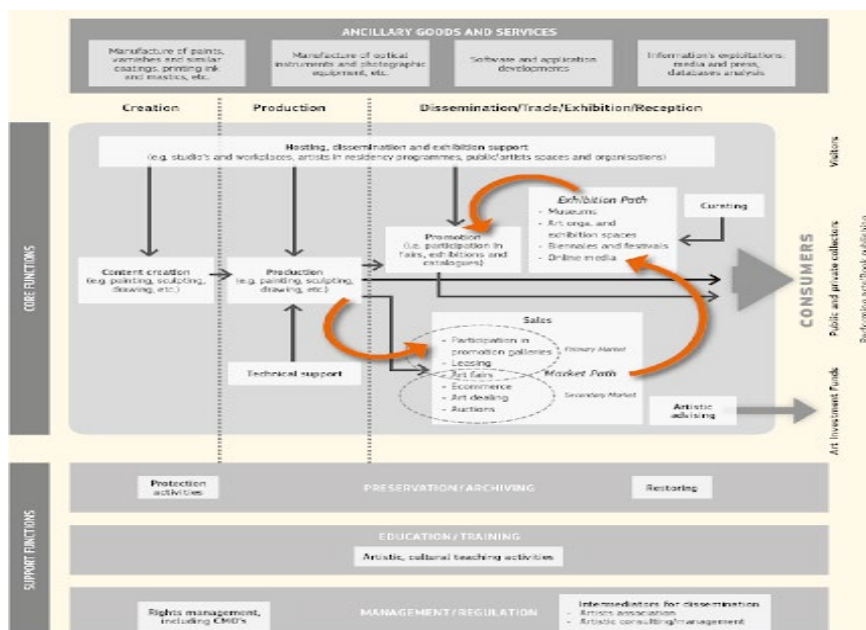 ANCILLARY GOODS AND SERVICES
Manufacture of paints,
varnishes and similar
coatings, printing ink
and mastics, etc.
Manufacture of optical
instruments and photographic
equipment, etc.
Software and application
developments
Information's exploitations:
media and press,
databases analysis
Creation
Production
Dissemination/Trade/Exhibition/Reception
CORE FUNCTIONS
Hosting, dissemination and exhibition support
(e.g. studio's and workplaces, artists in residency programmes, public/artists spaces and organisations)
Exhibition Path
- Museums
- Art orga. and
exhibition spaces
- Biennales and festivals
- Online media
Curating
Promotion
(i.e. participation in
fairs, exhibitions and
catalogues)
Content creation
(e.g. painting, sculpting,
drawing, etc.)
Production
(e.g. painting, sculpting,
drawing, etc.)
Technical support
Sales
- Participation in
promotion galleries
- Leasing
- Art fairs
- Ecommerce
- Art dealing
- Auctions
Primary Market
Market Path
Secondary Market
Artistic
advising
CONSUMERS
Visitors
Public and private collectors
Performing arts/Book publishing
Art Investment Funds
SUPPORT FUNCTIONS
Protection
activities
PRESERVATION/ARCHIVING
Restoring
EDUCATION/TRAINING
Artistic, cultural teaching activities
Rights management,
including CMO's
MANAGEMENT/REGULATION
Intermediators for dissemination
- Artists association
- Artistic consulting/management